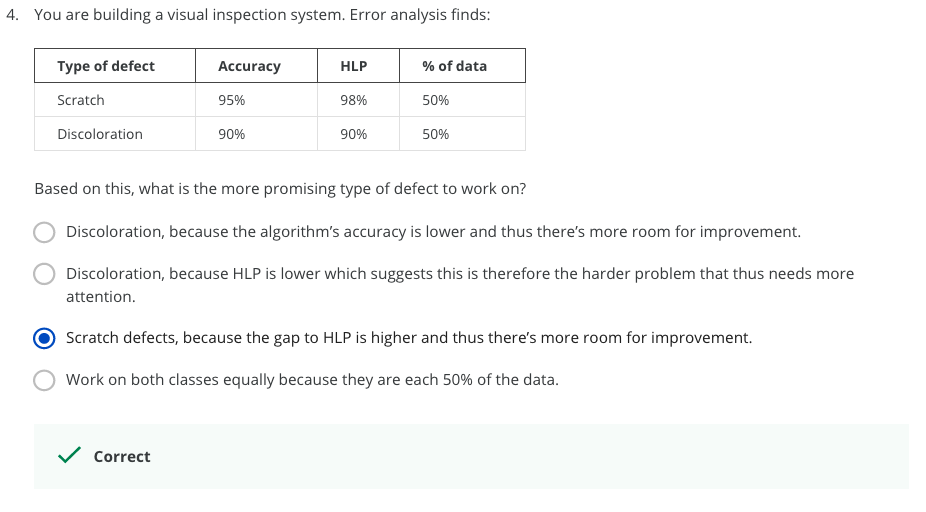 4. You are building a visual inspection system. Error analysis finds:
Type of defect Accuracy HLP % of data
Scratch 95% 98% 50%
Discoloration 90% 90% 50%
Based on this, what is the more promising type of defect to work on?
Discoloration, because the algorithm’s accuracy is lower and thus there’s more room for improvement.
Discoloration, because HLP is lower which suggests this is therefore the harder problem that thus needs more
attention.
Scratch defects, because the gap to HLP is higher and thus there’s more room for improvement.
Work on both classes equally because they are each 50% of the data.
Correct